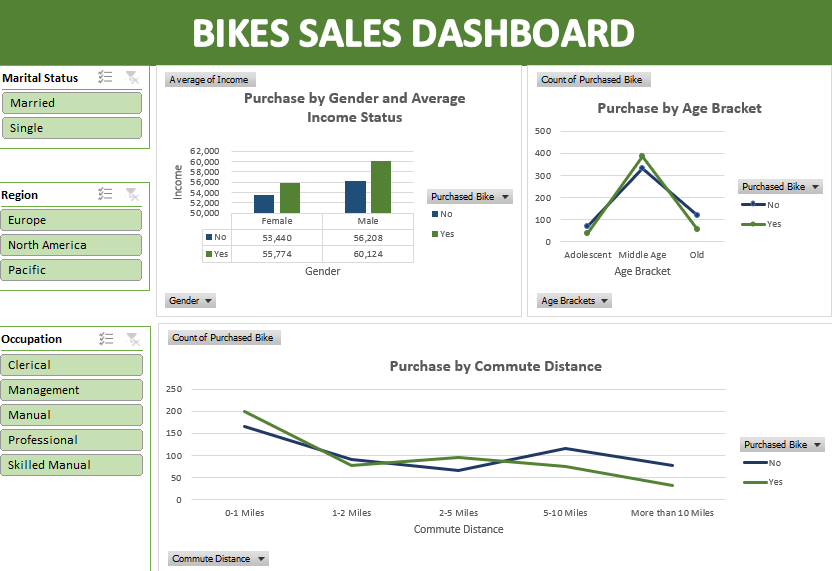 BIKES SALES DASHBOARD
Marital Status
Married
Single
Region
Europe
North America
Pacific
Occupation
Clerical
Management
Manual
Professional
Skilled Manual
Average of Income
Purchase by Gender and Average
Income Status
62,000
60,000
58,000
56,000
54,000
52,000
50,000
Income
Female Male
No 53,440 56,208
Yes 55,774 60,124
Gender
Purchased Bike
No
Yes
Gender
Count of Purchased Bike
Purchase by Age Bracket
500
400
300
200
100
0
Adolescent Middle Age Old
Age Bracket
Purchased Bike
No
Yes
Age Brackets
Count of Purchased Bike
Purchase by Commute Distance
250
200
150
100
50
0
0-1 Miles 1-2 Miles 2-5 Miles 5-10 Miles More than 10 Miles
Commute Distance
Purchased Bike
No
Yes
Commute Distance